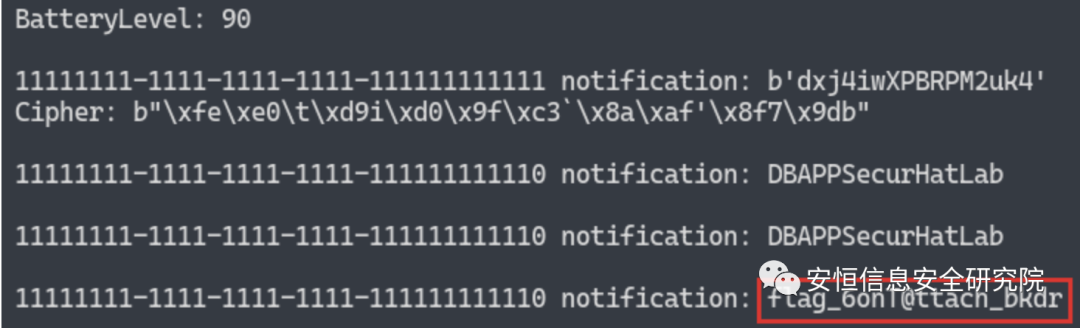 BatteryLevel: 90
11111111-1111-1111-1111-111111111111 notification: b'dxj4iwXPBRPM2uk4'
Cipher: b"\xfe\xe0\t\xd9i\xd0\x9f\xc3`\x8a\xaf'\x8f7\x9db"
11111111-1111-1111-1111-111111111110 notification: DBAPPSecurHatLab
11111111-1111-1111-1111-111111111110 notification: DBAPPSecurHatLab
安恒信息安全研究院
11111111-1111-1111-1111-111111111110 notification: